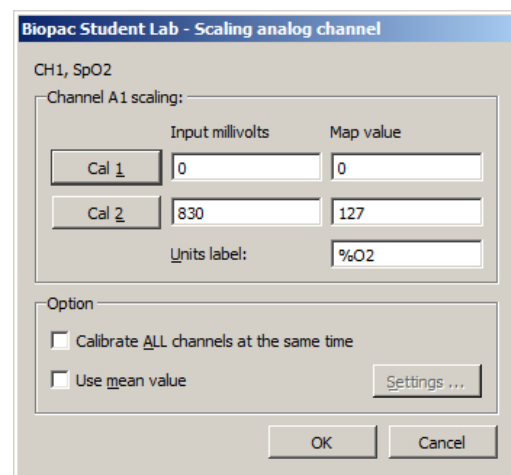 Biopac Student Lab - Scaling analog channel
CH1, SpO2
Channel A1 scaling:
Input millivolts Map value
Cal 1 0 0
Cal 2 830 127
Units label: %O2
Option
Calibrate ALL channels at the same time
Use mean value Settings ...
OK Cancel